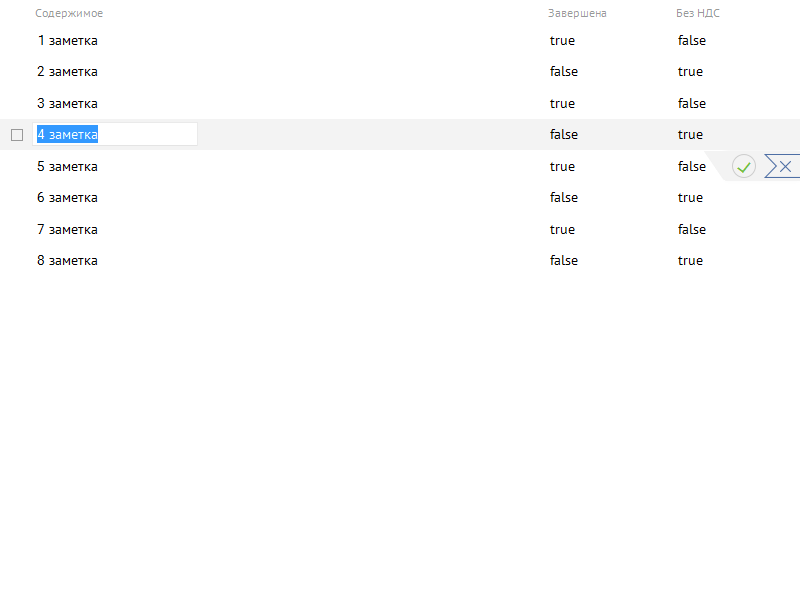 Содержимое Завершена Без НДС
1 заметка true false
2 заметка false true
3 заметка true false
4 заметка false true
5 заметка true false
6 заметка false true
7 заметка true false
8 заметка false true